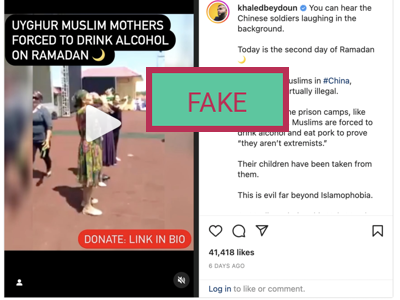 UYGHUR MUSLIM MOTHERS
FORCED TO DRINK ALCOHOL
ON RAMADAN 🌙
DONATE: LINK IN BIO
khaledbeydoun You can hear the
Chinese soldiers laughing in the
background.
Today is the second day of Ramadan
🌙
FAKE
uslims in #China,
rtually illegal.
e prison camps, like
Muslims are forced to
drink alcohol and eat pork to prove
"they aren't extremists."
Their children have been taken from
them.
This is evil far beyond Islamophobia.
41,418 likes
6 DAYS AGO
Log in to like or comment.